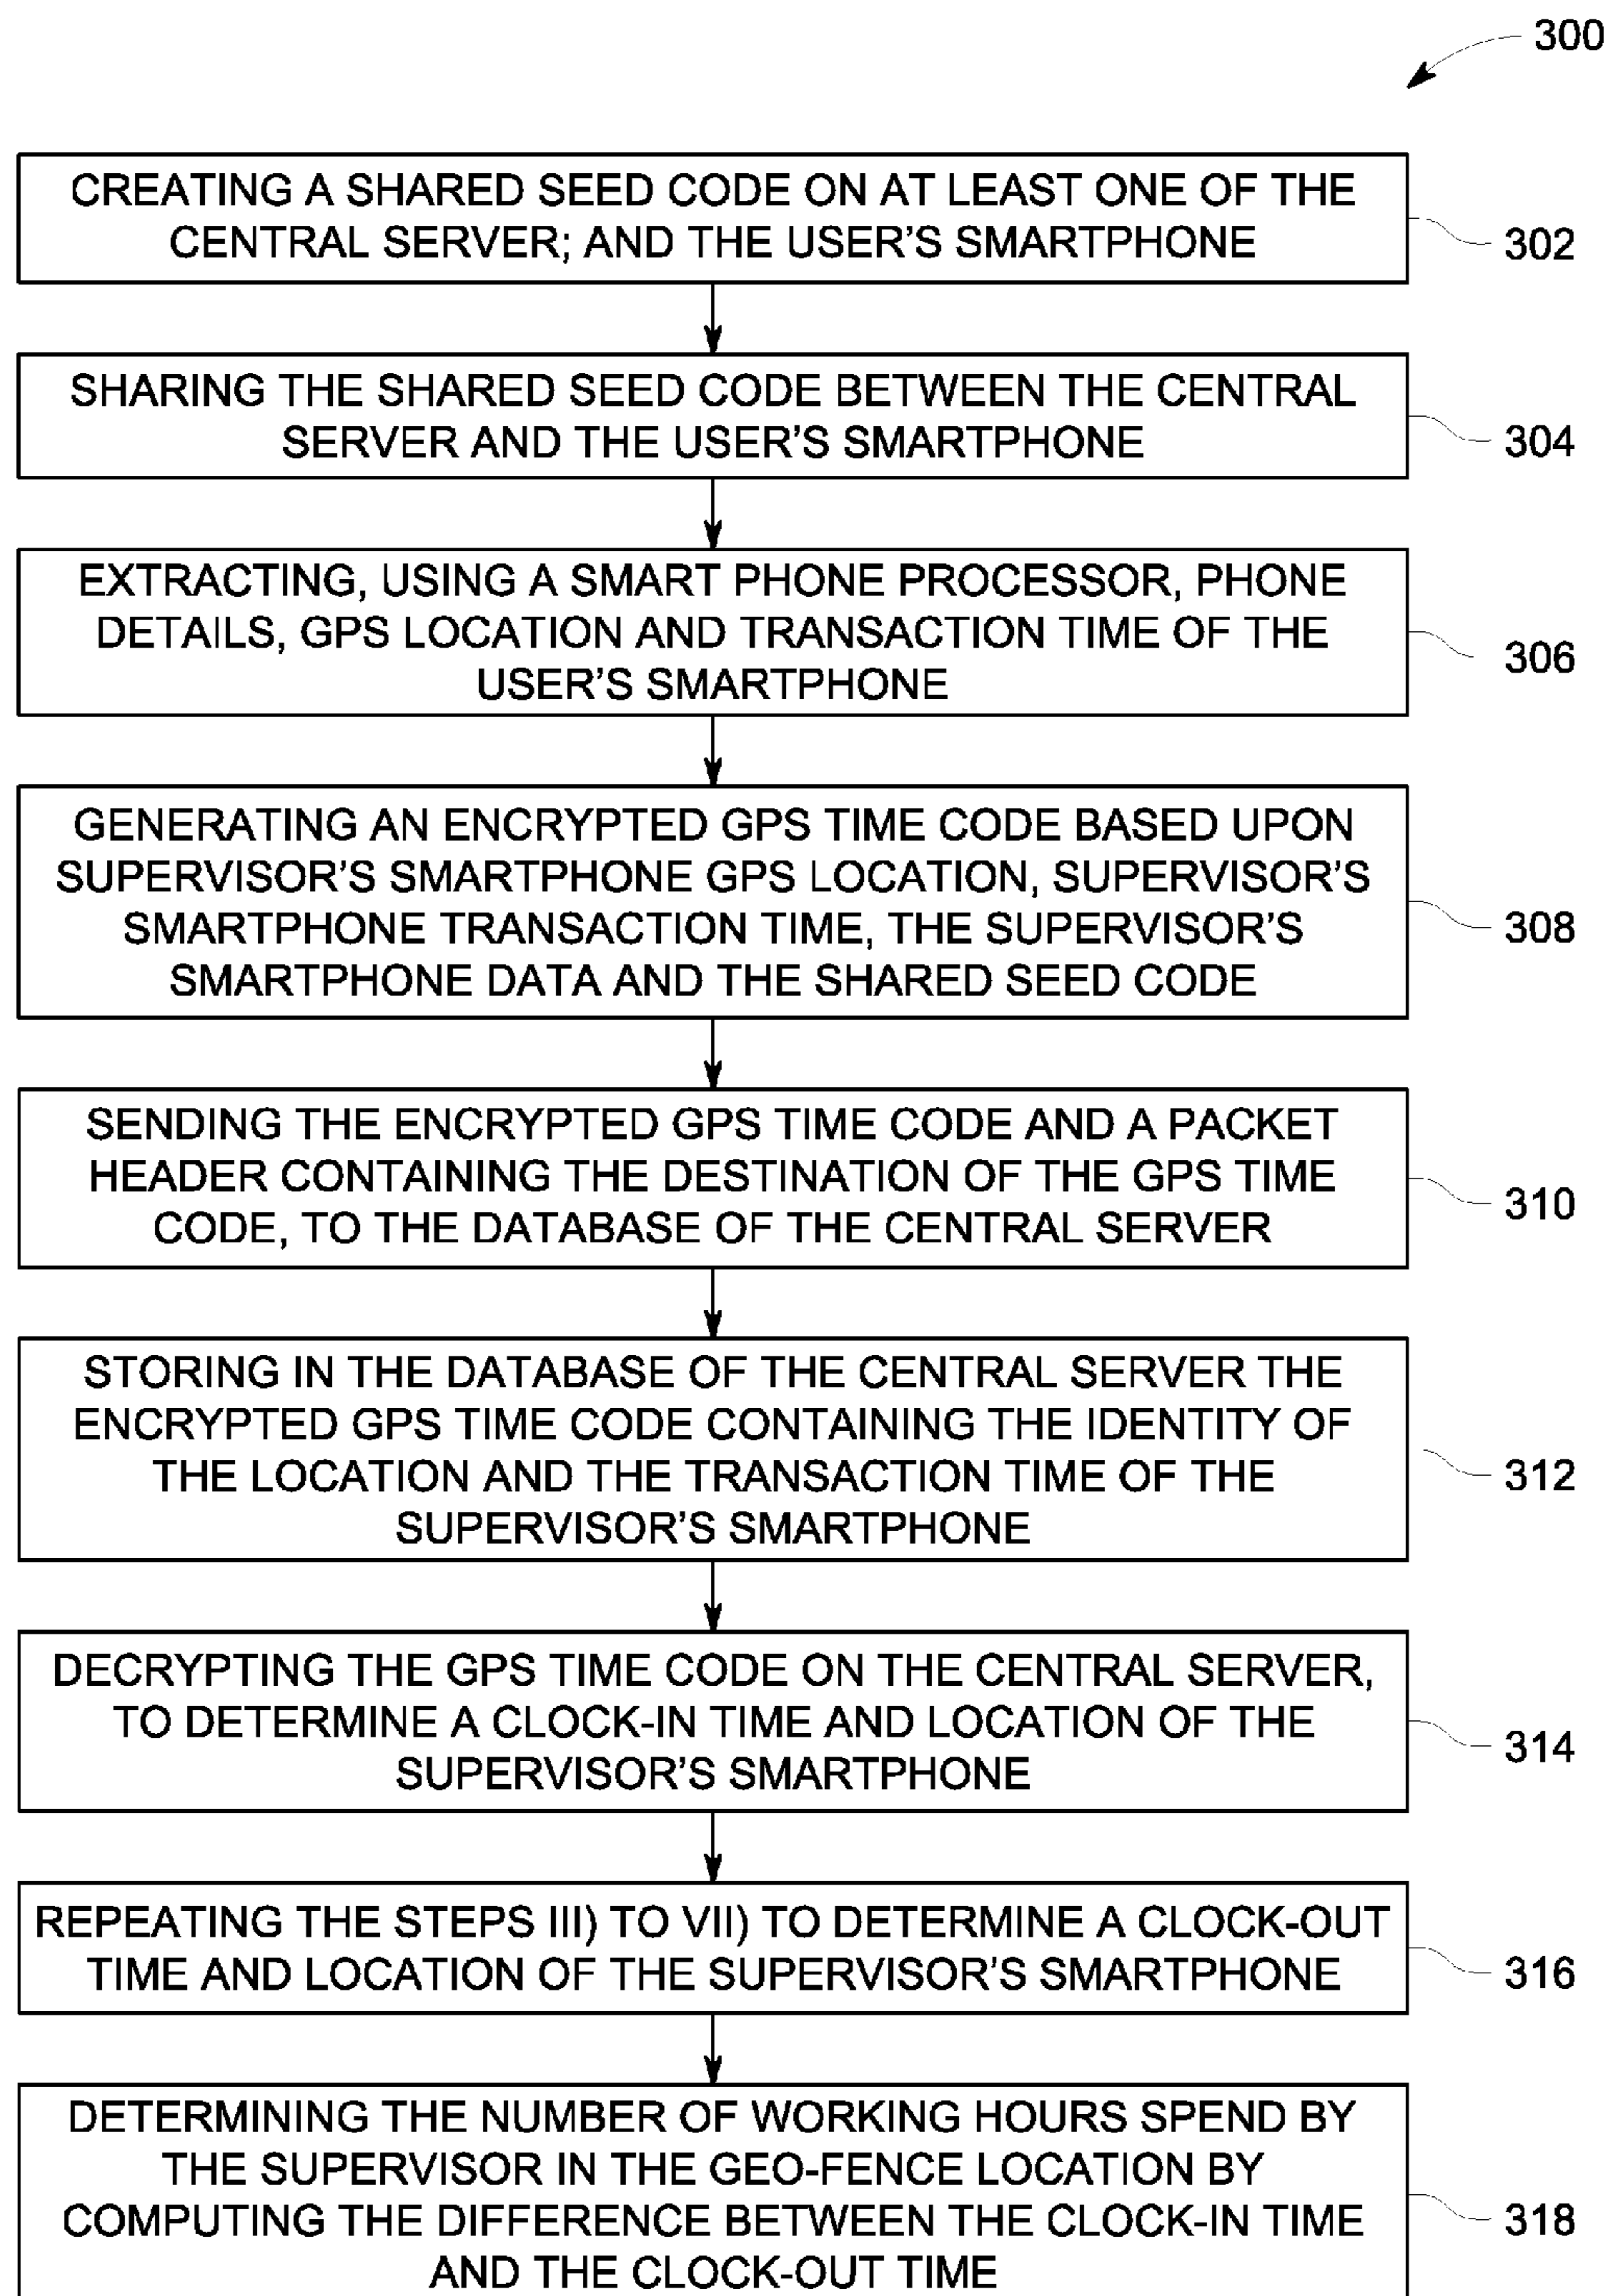 300
CREATING A SHARED SEED CODE ON AT LEAST ONE OF THE
CENTRAL SERVER; AND THE USER'S SMARTPHONE
302
SHARING THE SHARED SEED CODE BETWEEN THE CENTRAL
SERVER AND THE USER'S SMARTPHONE
304
EXTRACTING, USING A SMART PHONE PROCESSOR, PHONE
DETAILS, GPS LOCATION AND TRANSACTION TIME OF THE
USER'S SMARTPHONE
306
GENERATING AN ENCRYPTED GPS TIME CODE BASED UPON
SUPERVISOR'S SMARTPHONE GPS LOCATION, SUPERVISOR'S
SMARTPHONE TRANSACTION TIME, THE SUPERVISOR'S
SMARTPHONE DATA AND THE SHARED SEED CODE
308
SENDING THE ENCRYPTED GPS TIME CODE AND A PACKET
HEADER CONTAINING THE DESTINATION OF THE GPS TIME
CODE, TO THE DATABASE OF THE CENTRAL SERVER
310
STORING IN THE DATABASE OF THE CENTRAL SERVER THE
ENCRYPTED GPS TIME CODE CONTAINING THE IDENTITY OF
THE LOCATION AND THE TRANSACTION TIME OF THE
SUPERVISOR'S SMARTPHONE
312
DECRYPTING THE GPS TIME CODE ON THE CENTRAL SERVER,
TO DETERMINE A CLOCK-IN TIME AND LOCATION OF THE
SUPERVISOR'S SMARTPHONE
314
REPEATING THE STEPS III) TO VII) TO DETERMINE A CLOCK-OUT
TIME AND LOCATION OF THE SUPERVISOR'S SMARTPHONE
316
DETERMINING THE NUMBER OF WORKING HOURS SPEND BY
THE SUPERVISOR IN THE GEO-FENCE LOCATION BY
COMPUTING THE DIFFERENCE BETWEEN THE CLOCK-IN TIME
AND THE CLOCK-OUT TIME
318